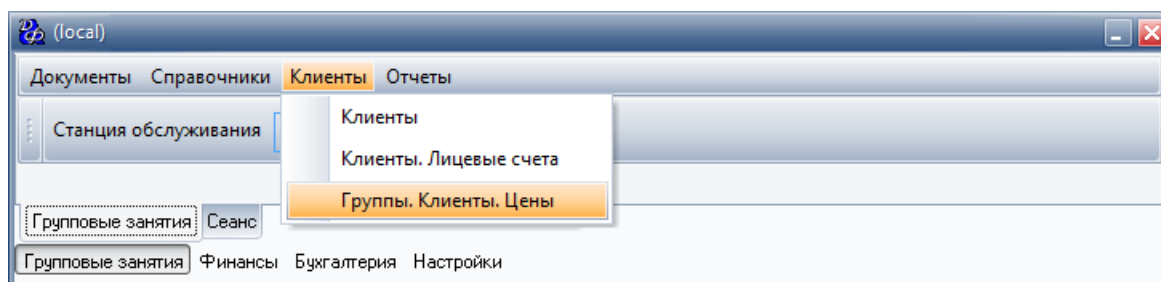 (local)
Документы Справочники Клиенты Отчеты
Клиенты
Станция обслуживания
Клиенты. Лицевые счета
Группы. Клиенты. Цены
Групповые занятия Сеанс
Групповые занятия Финансы Бухгалтерия Настройки